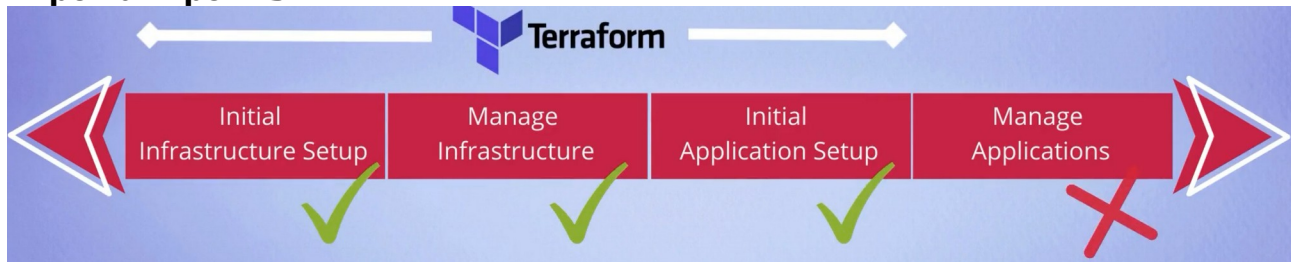 Terraform
Initial
Infrastructure Setup
Manage
Infrastructure
Initial
Application Setup
Manage
Applications